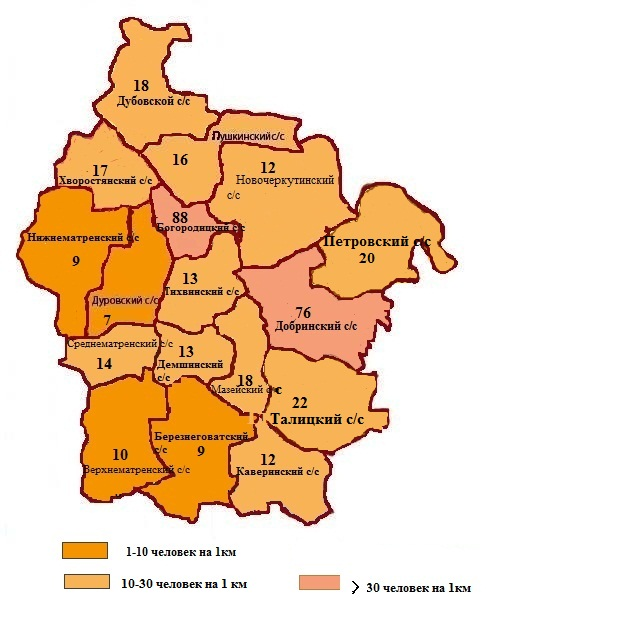 18
Дубовской с/с
Пушкинскийс/с
16
17
Хворостянский с/с
12
Новочеркутинский
с/с
88
Богородицкий с/с
Нижнематренский с/с
9
Петровский с/с
20
13
Тихвинский с/с
Дуровский с/с
7
76
Добринский с/с
Среднематренский с/с
14
13
Демшинский
с/с
18
Мазейский с/с
22
Талицкий с/с
10
Верхнематренский с/с
Березнеговатский
с/с
9
12
Каверинский с/с
1-10 человек на 1км
10-30 человек на 1 км
> 30 человек на 1км